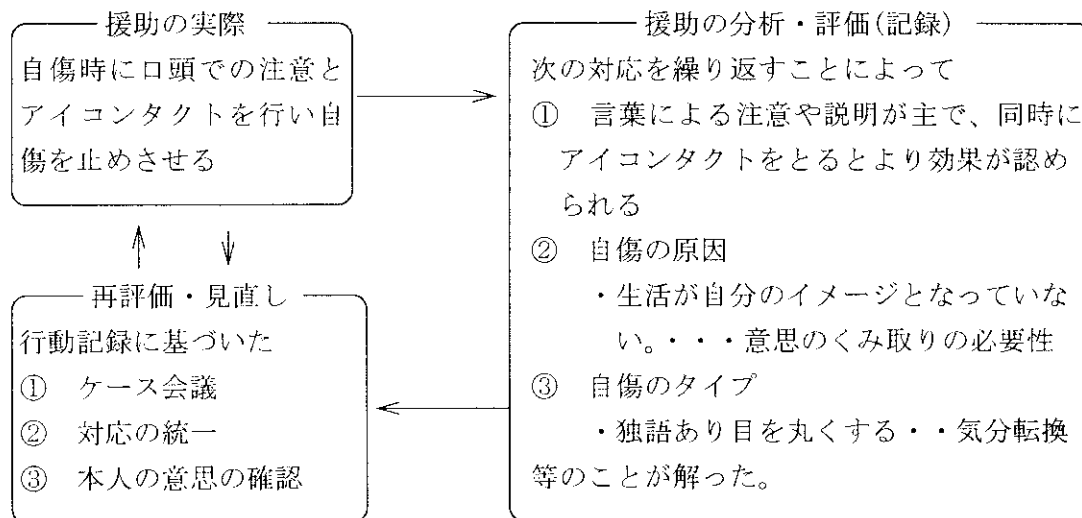 援助の実際
自傷時に口頭での注意と
アイコンタクトを行い自
傷を止めさせる
援助の分析・評価(記録)
次の対応を繰り返すことによって
① 言葉による注意や説明が主で、同時に
アイコンタクトをとるとより効果が認め
られる
② 自傷の原因
・生活が自分のイメージとなっていな
い。・・・意思のくみ取りの必要性
③ 自傷のタイプ
・独語あり目を丸くする・・気分転換
等のことが解った。
再評価・見直し
行動記録に基づいた
① ケース会議
② 対応の統一
③ 本人の意思の確認